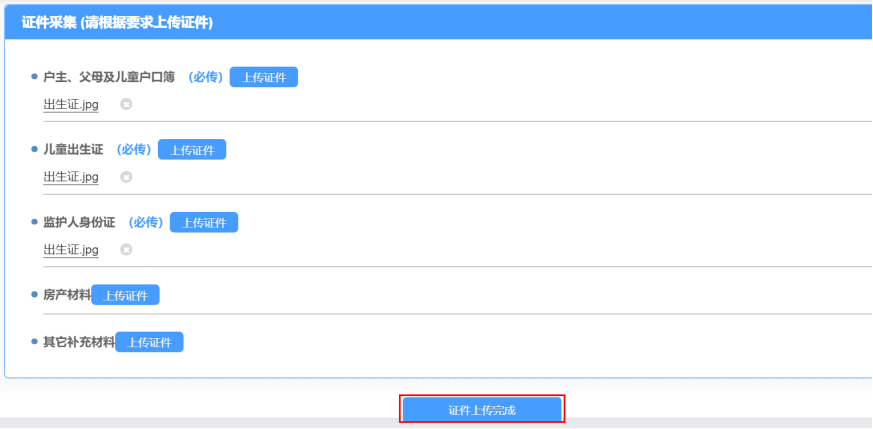 证件采集 (请根据要求上传证件)
户主、父母及儿童户口簿 （必传） 上传证件
出生证.jpg
儿童出生证 （必传） 上传证件
出生证.jpg
监护人身份证 （必传） 上传证件
出生证.jpg
房产材料 上传证件
其它补充材料 上传证件
证件上传完成